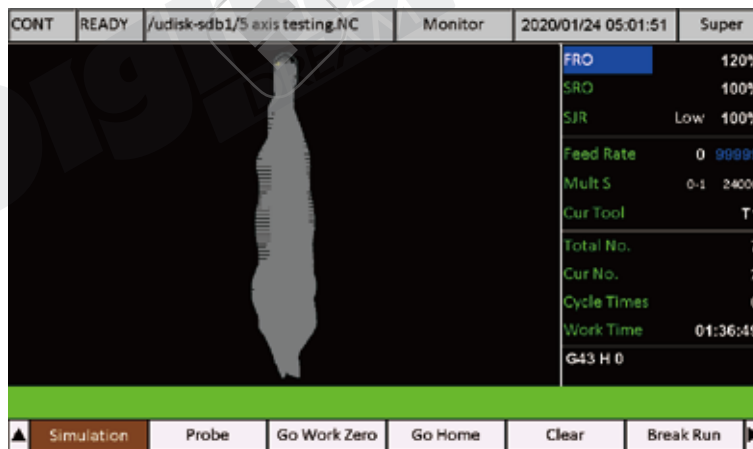 CONT READY /udisk-sdb1/5 axis testing.NC Monitor 2020/01/24 05:01:51 Super
FRO 120%
SRO 100%
SJR Low 100%
Feed Rate 0
Mult S 0-1
Cur Tool
Total No.
Cur No.
Cycle Times
Work Time 01:36:49
G43 H 0
Simulation Probe Go Work Zero Go Home Clear Break Run